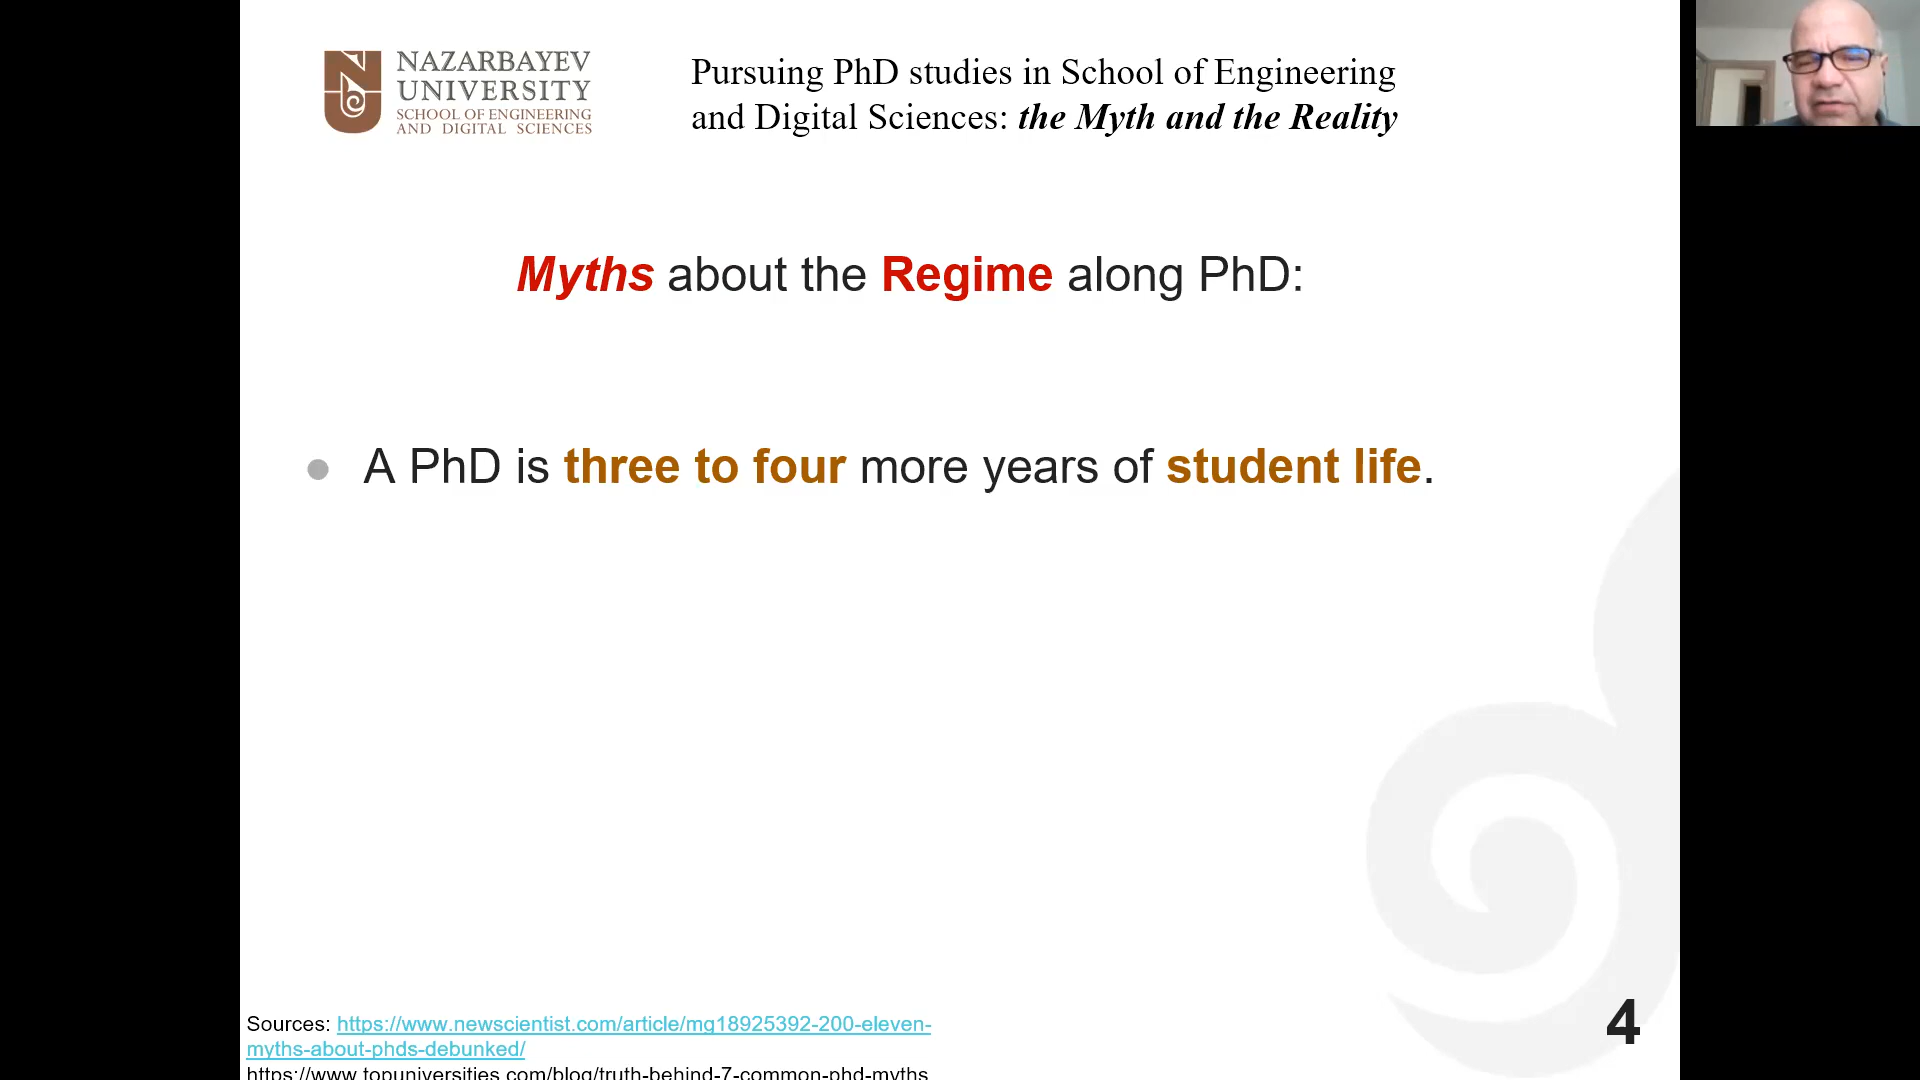 NAZARBAYEV
UNIVERSITY
SCHOOL OF ENGINEERING
AND DIGITAL SCIENCES
Pursuing PhD studies in School of Engineering
and Digital Sciences: the Myth and the Reality
Myths about the Regime along PhD:
● A PhD is three to four more years of student life.
Sources: https://www.newscientist.com/article/mg18925392-200-eleven-
myths-about-phds-debunked/
https://www.topuniversities.com/blog/truth-behind-7-common-phd-myths
4